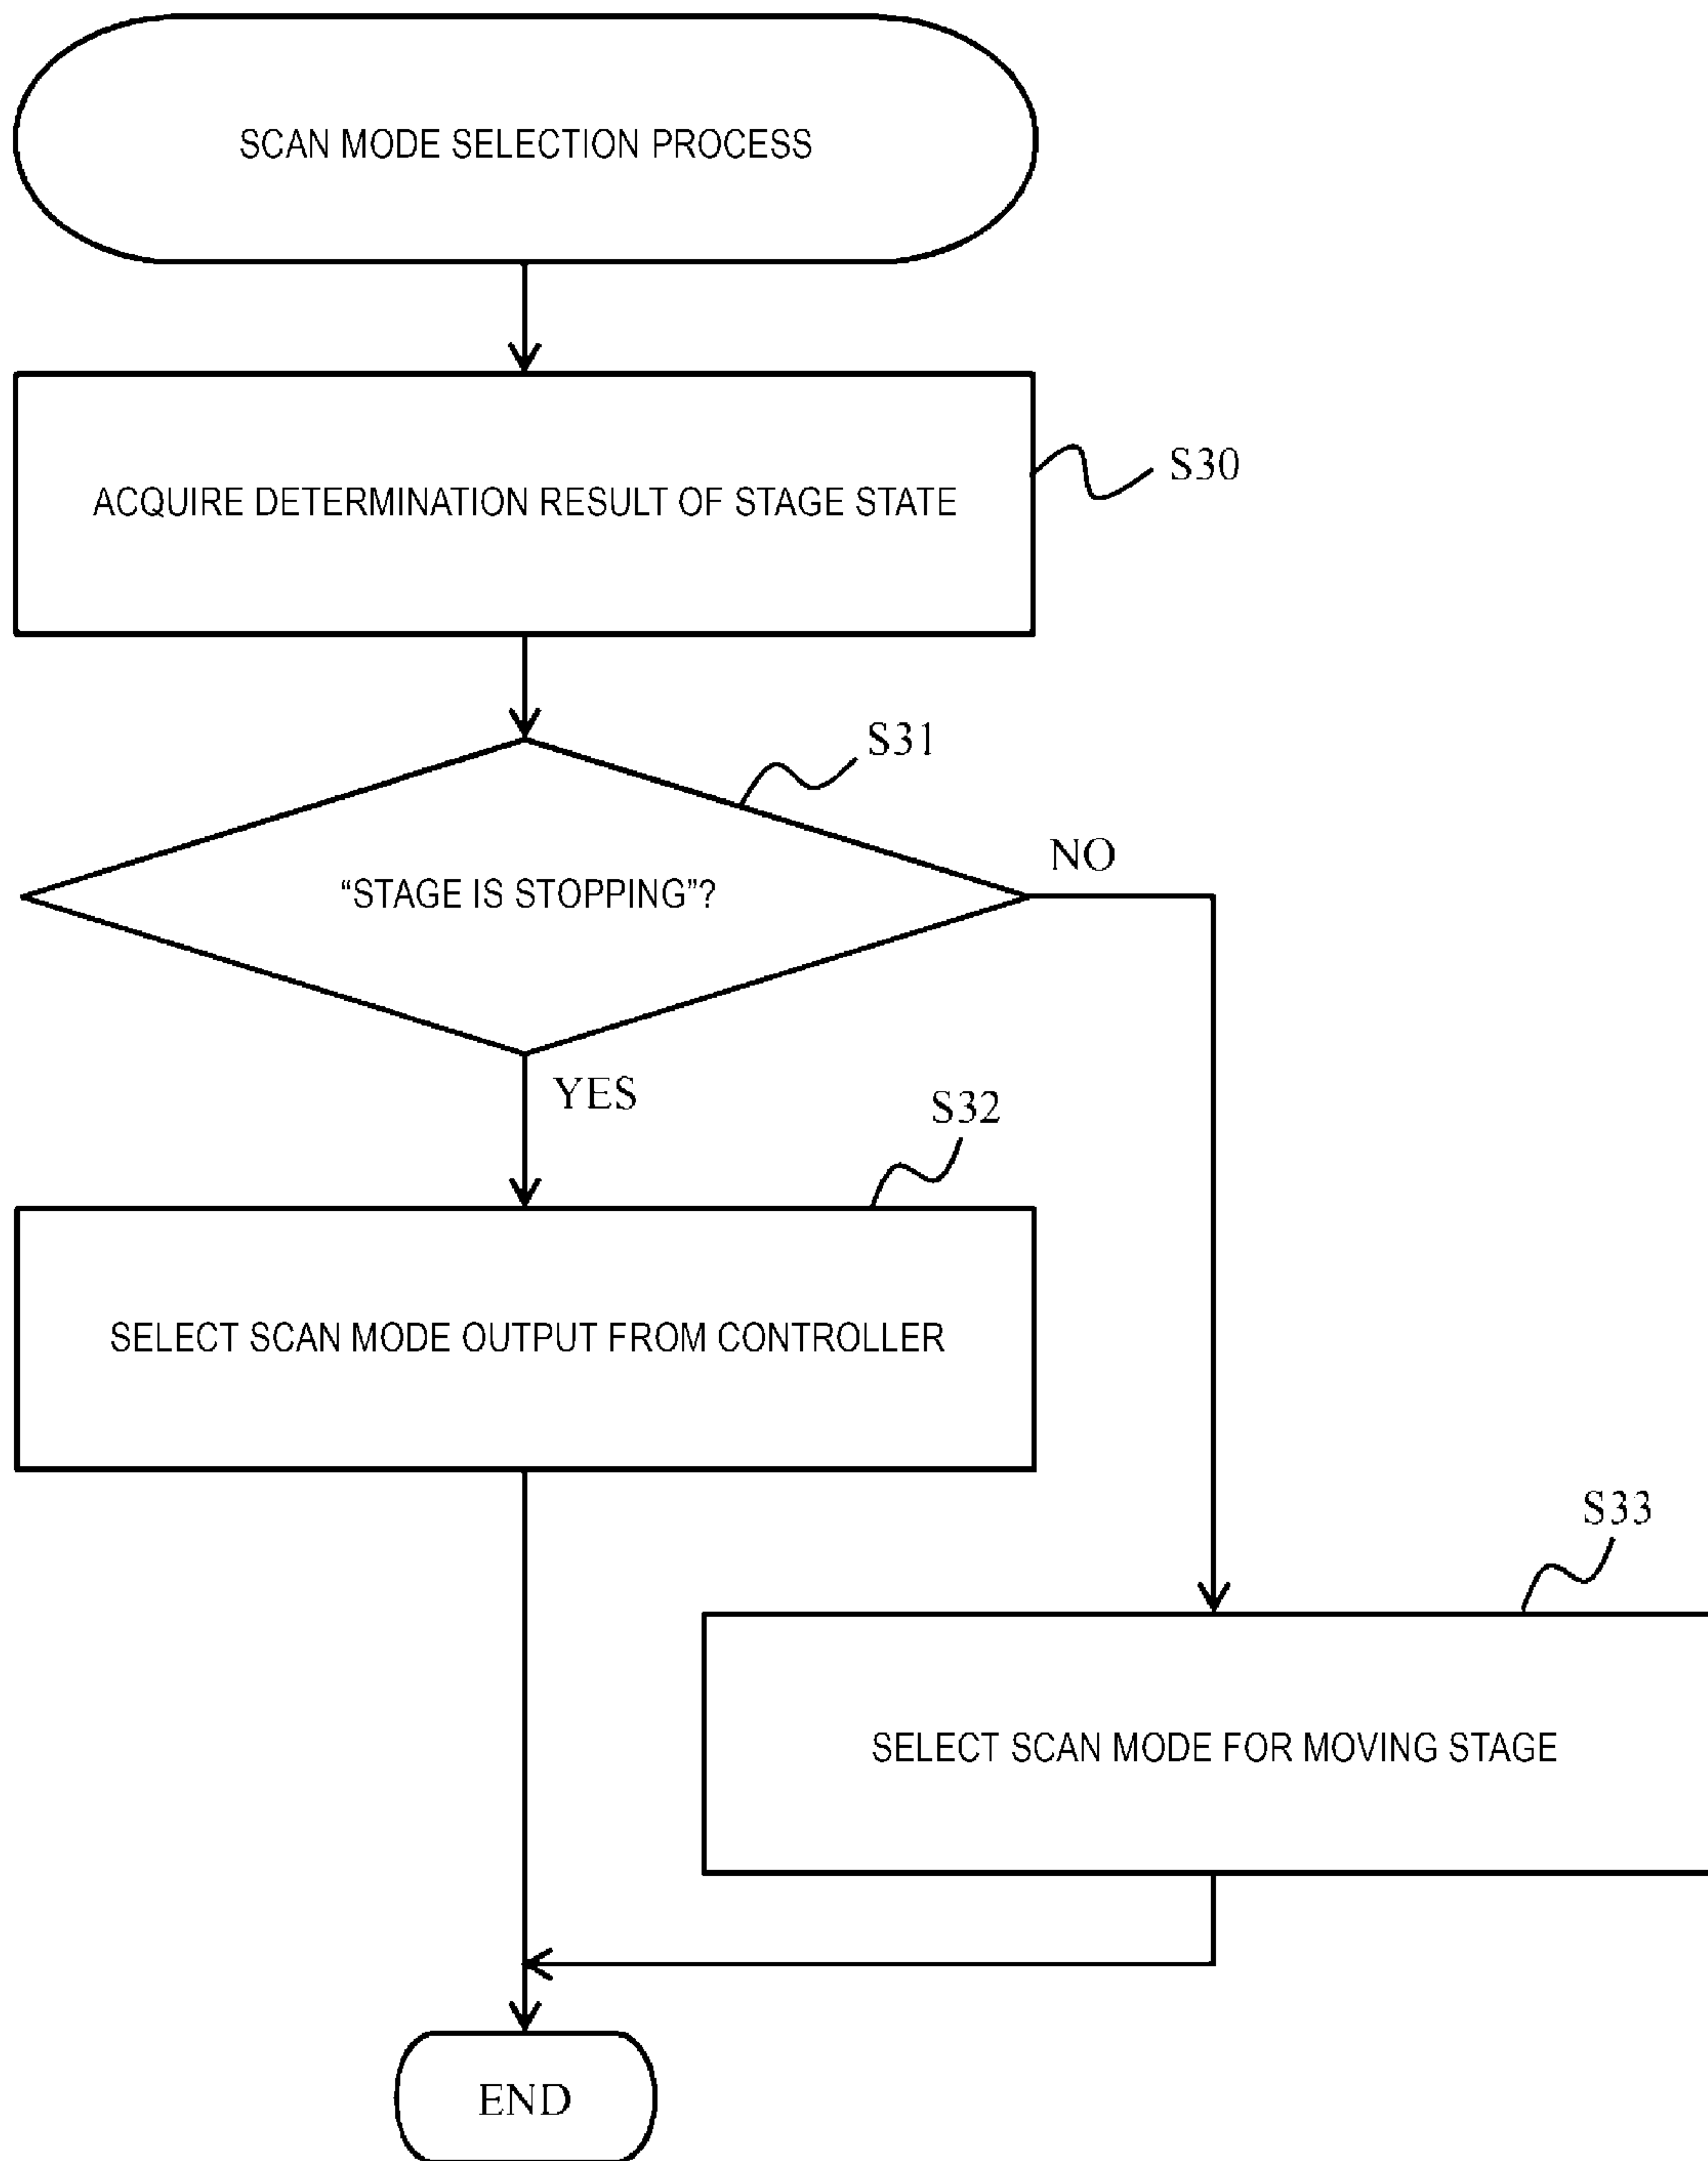 SCAN MODE SELECTION PROCESS
ACQUIRE DETERMINATION RESULT OF STAGE STATE
S30
S31
“STAGE IS STOPPING”?
NO
YES
S32
SELECT SCAN MODE OUTPUT FROM CONTROLLER
S33
SELECT SCAN MODE FOR MOVING STAGE
END